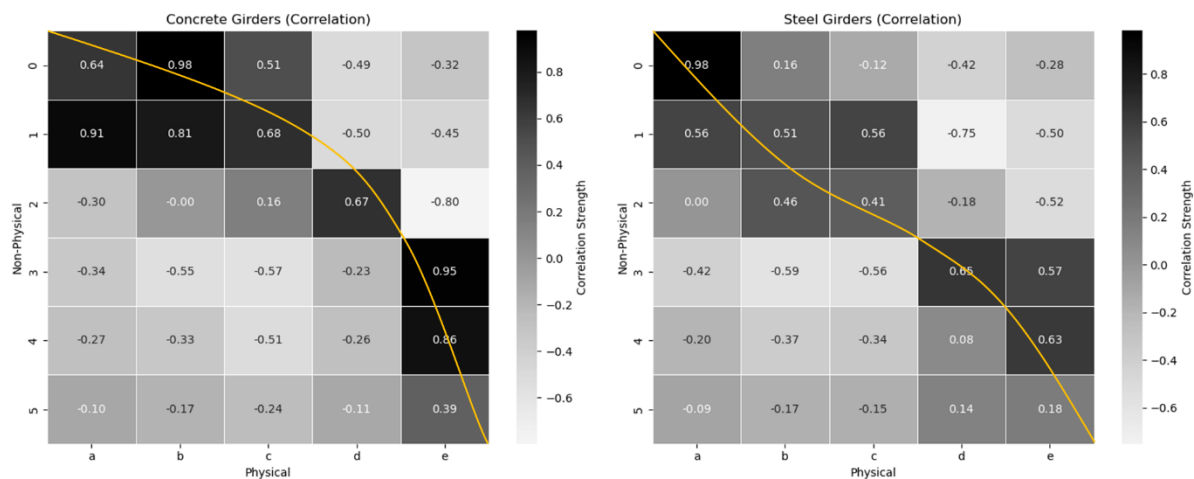 Concrete Girders (Correlation)
0.64 0.98 0.51 -0.49 -0.32
0.91 0.81 0.68 -0.50 -0.45
-0.30 -0.00 0.16 0.67 -0.80
-0.34 -0.55 -0.57 -0.23 0.95
-0.27 -0.33 -0.51 -0.26 0.86
-0.10 -0.17 -0.24 -0.11 0.39
0
1
2
3
4
5
Non-Physical
a b c d e
Physical
0.8
0.6
0.4
0.2
0.0
−0.2
−0.4
−0.6
Correlation Strength
Steel Girders (Correlation)
0.98 0.16 -0.12 -0.42 -0.28
0.56 0.51 0.56 -0.75 -0.50
0.00 0.46 0.41 -0.18 -0.52
-0.42 -0.59 -0.56 0.65 0.57
-0.20 -0.37 -0.34 0.08 0.63
-0.09 -0.17 -0.15 0.14 0.18
0
1
2
3
4
5
Non-Physical
a b c d e
Physical
0.8
0.6
0.4
0.2
0.0
−0.2
−0.4
−0.6
Correlation Strength